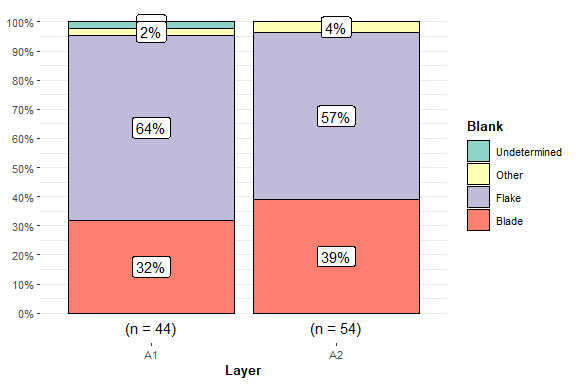 100%
90%
80%
70%
60%
50%
40%
30%
20%
10%
0%
2%
64%
32%
4%
57%
39%
(n = 44)
(n = 54)
A1
A2
Layer
Blank
Undetermined
Other
Flake
Blade